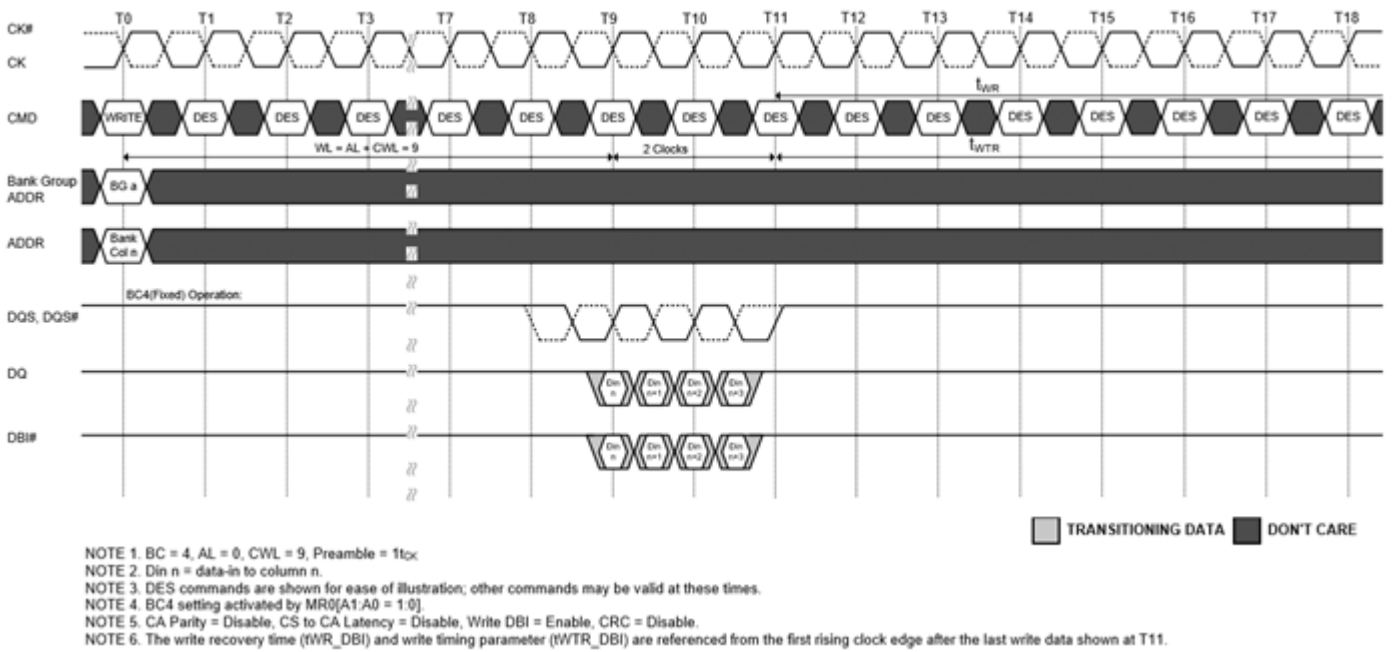 T0 T1 T2 T3 T7 T8 T9 T10 T11 T12 T13 T14 T15 T16 T17 T18
CK#
CK
tWR
CMD WRITE DES DES DES DES DES DES DES DES DES DES DES DES DES DES DES
WL = AL + CWL = 9 2 Clocks tWTR
Bank Group
ADDR
BG a
ADDR
Bank
Col n
BC4(Fixed) Operation:
DQS, DQS#
DQ
Din
n
Din
n+1
Din
n+2
Din
n+3
DBI#
Din
n
Din
n+1
Din
n+2
Din
n+3
TRANSITIONING DATA DON'T CARE
NOTE 1. BC = 4, AL = 0, CWL = 9, Preamble = 1tCK
NOTE 2. Din n = data-in to column n.
NOTE 3. DES commands are shown for ease of illustration; other commands may be valid at these times.
NOTE 4. BC4 setting activated by MR0[A1:A0 = 1:0].
NOTE 5. CA Parity = Disable, CS to CA Latency = Disable, Write DBI = Enable, CRC = Disable.
NOTE 6. The write recovery time (tWR_DBI) and write timing parameter (tWTR_DBI) are referenced from the first rising clock edge after the last write data shown at T11.